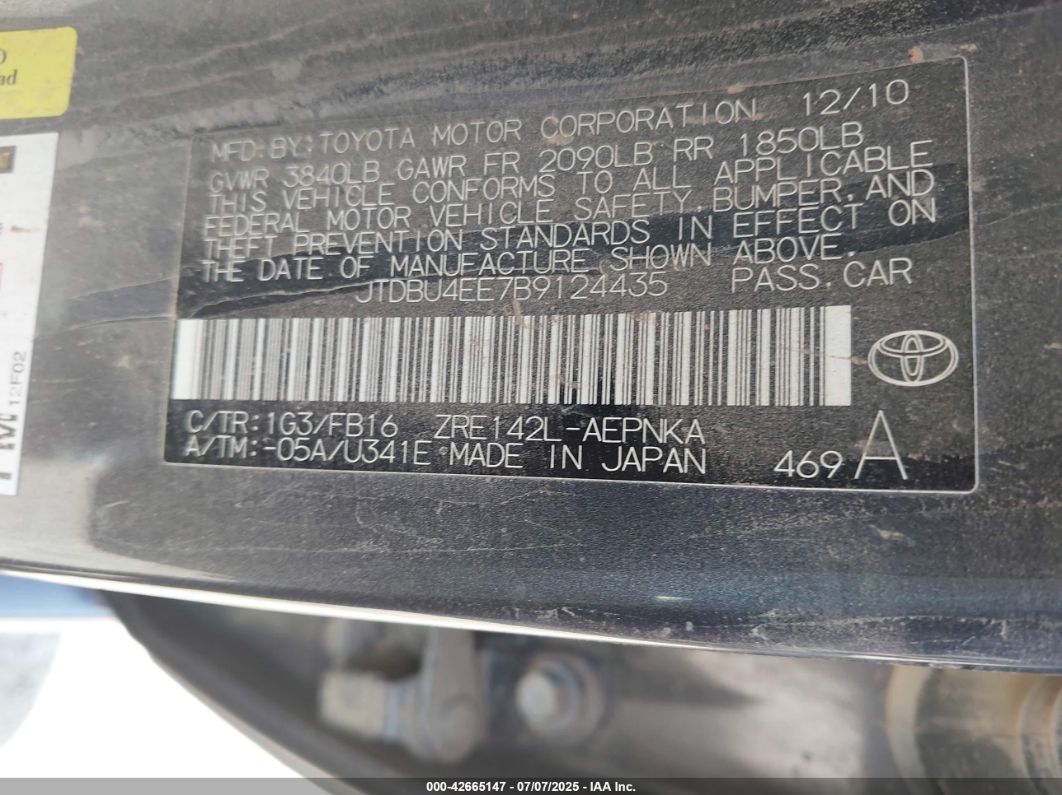 ad
MFD. BY: TOYOTA MOTOR CORPORATION 12/10
GVWR 3840LB GAWR FR 2090LB RR 1850LB
THIS VEHICLE CONFORMS TO ALL APPLICABLE
FEDERAL MOTOR VEHICLE SAFETY, BUMPER, AND
THEFT PREVENTION STANDARDS IN EFFECT ON
THE DATE OF MANUFACTURE SHOWN ABOVE.
JTDBU4EE7B9124435 PASS. CAR
C/TR: 1G3/FB16 ZRE142L-AEPNKA
A/TM: -05A/U341E MADE IN JAPAN 469 A
12F02
000-42665147 - 07/07/2025 - IAA Inc.